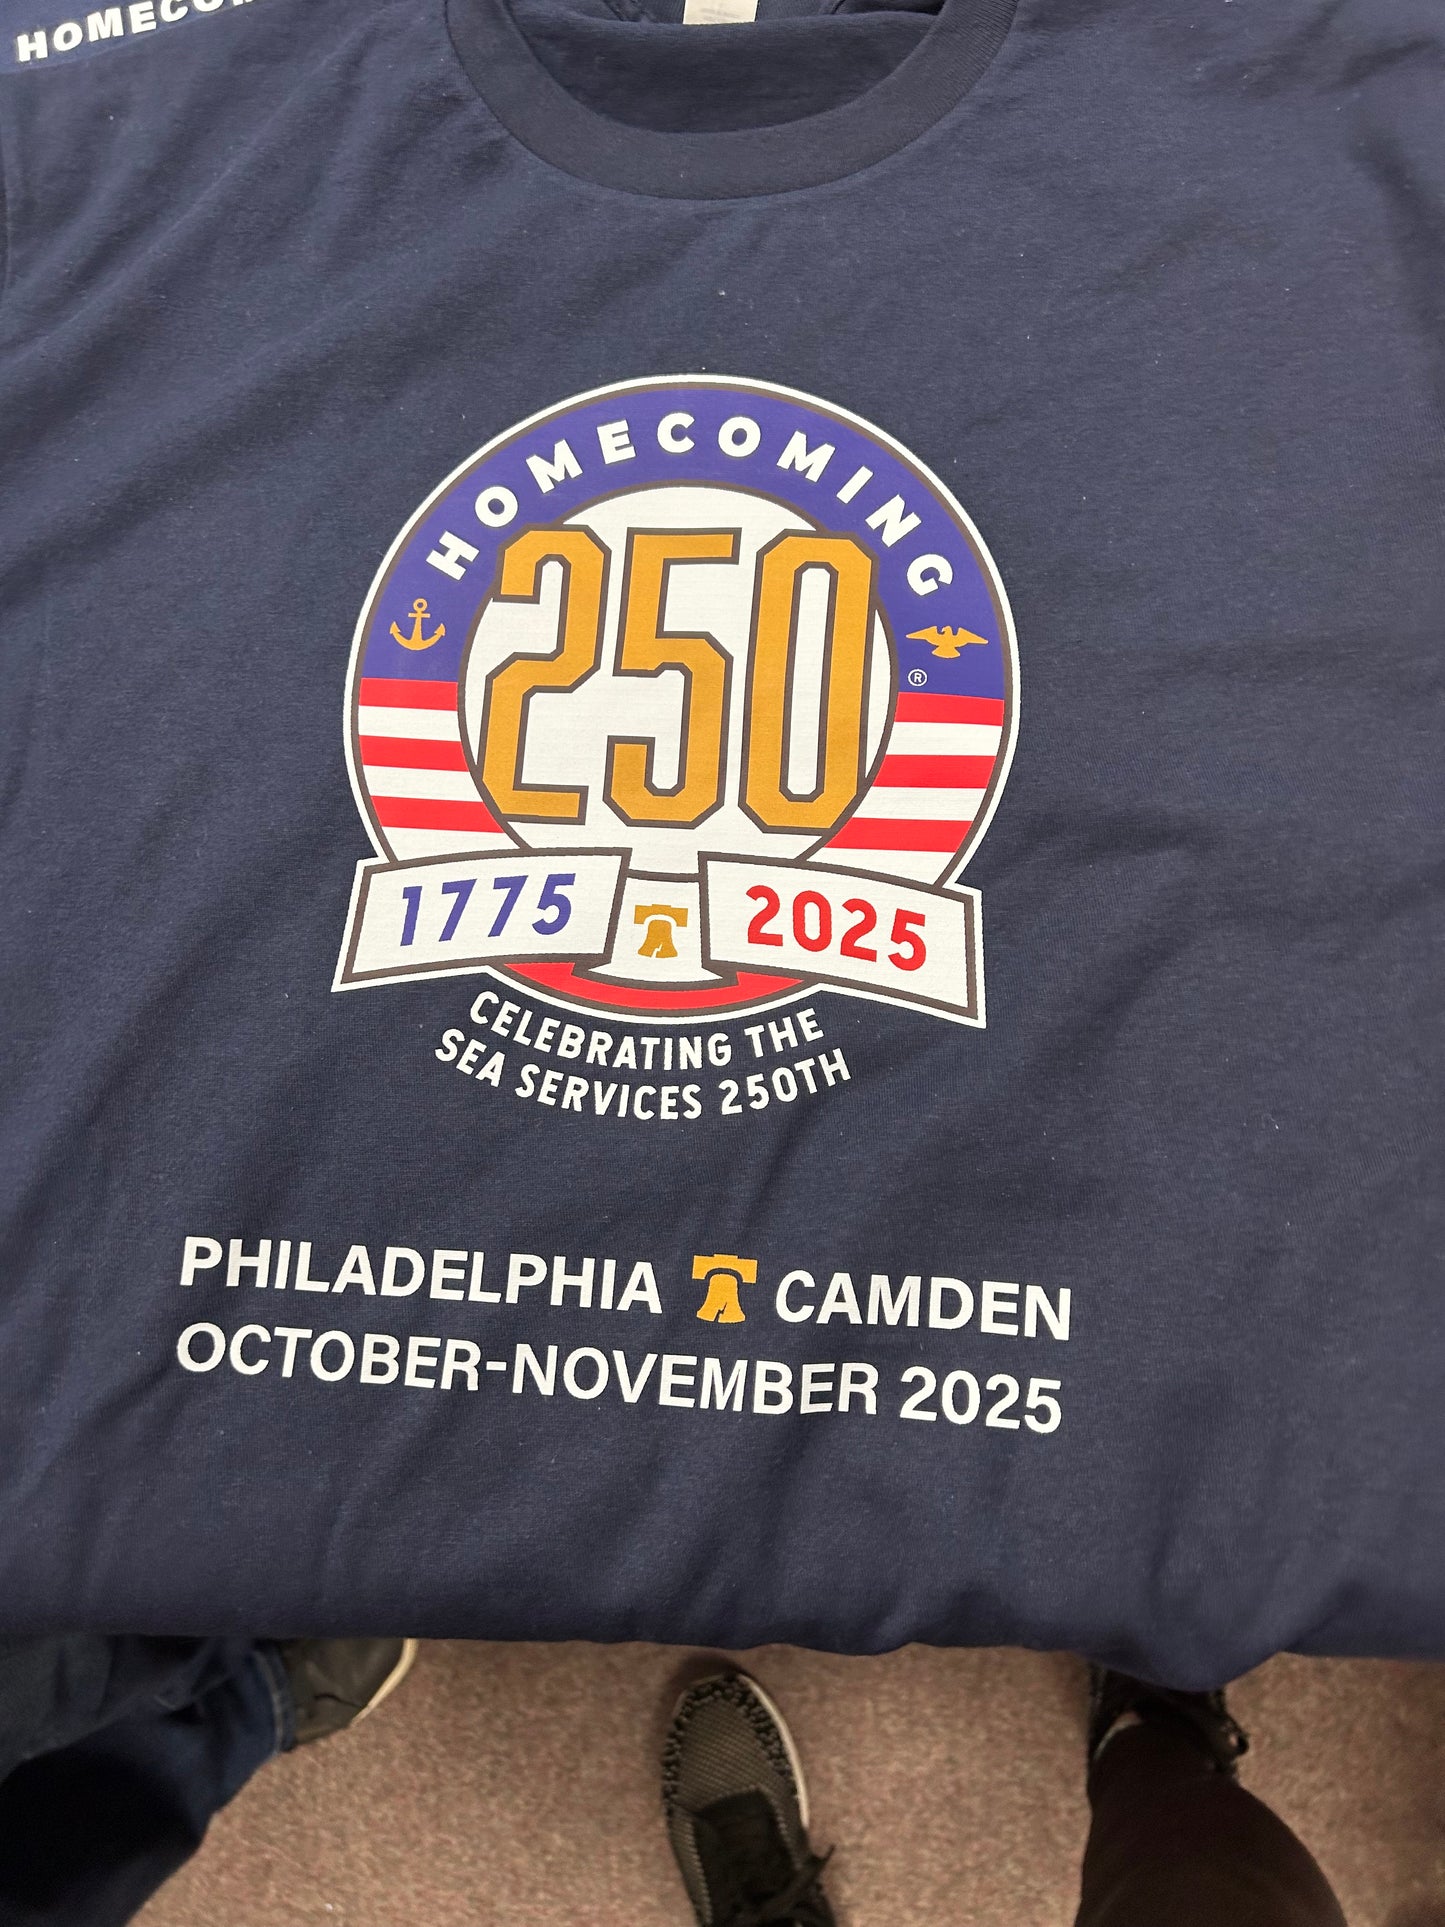 HOMECOMING
250
®
1775 2025
CELEBRATING THE
SEA SERVICES 250TH
PHILADELPHIA CAMDEN
OCTOBER-NOVEMBER 2025